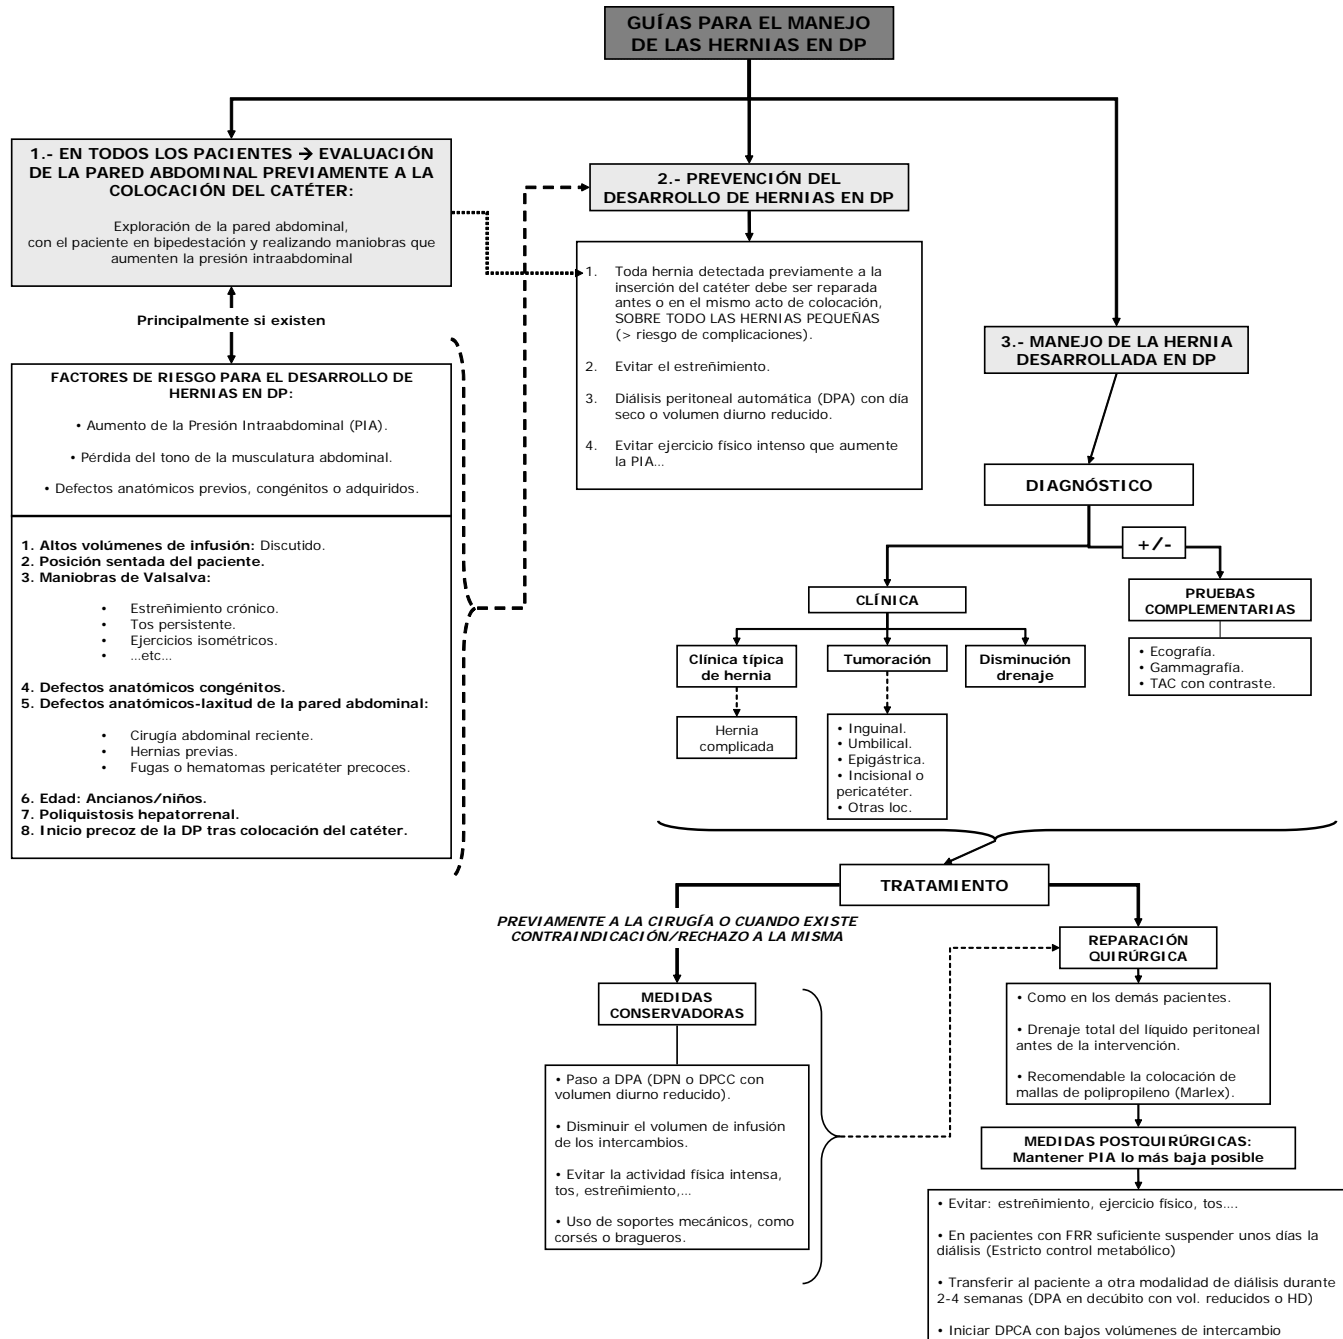 GUÍAS PARA EL MANEJO
DE LAS HERNIAS EN DP
1.- EN TODOS LOS PACIENTES → EVALUACIÓN
DE LA PARED ABDOMINAL PREVIAMENTE A LA
COLOCACIÓN DEL CATÉTER:
Exploración de la pared abdominal,
con el paciente en bipedestación y realizando maniobras que
aumenten la presión intraabdominal
Principalmente si existen
FACTORES DE RIESGO PARA EL DESARROLLO DE
HERNIAS EN DP:
• Aumento de la Presión Intraabdominal (PIA).
• Pérdida del tono de la musculatura abdominal.
• Defectos anatómicos previos, congénitos o adquiridos.
1. Altos volúmenes de infusión: Discutido.
2. Posición sentada del paciente.
3. Maniobras de Valsalva:
• Estreñimiento crónico.
• Tos persistente.
• Ejercicios isométricos.
• ...etc...
4. Defectos anatómicos congénitos.
5. Defectos anatómicos-laxitud de la pared abdominal:
• Cirugía abdominal reciente.
• Hernias previas.
• Fugas o hematomas pericatéter precoces.
6. Edad: Ancianos/niños.
7. Poliquistosis hepatorrenal.
8. Inicio precoz de la DP tras colocación del catéter.
2.- PREVENCIÓN DEL
DESARROLLO DE HERNIAS EN DP
1. Toda hernia detectada previamente a la
inserción del catéter debe ser reparada
antes o en el mismo acto de colocación,
SOBRE TODO LAS HERNIAS PEQUEÑAS
(> riesgo de complicaciones).
2. Evitar el estreñimiento.
3. Diálisis peritoneal automática (DPA) con día
seco o volumen diurno reducido.
4. Evitar ejercicio físico intenso que aumente
la PIA...
3.- MANEJO DE LA HERNIA
DESARROLLADA EN DP
DIAGNÓSTICO
+/-
CLÍNICA
PRUEBAS
COMPLEMENTARIAS
• Ecografía.
• Gammagrafía.
• TAC con contraste.
Clínica típica
de hernia
Tumoración
Disminución
drenaje
Hernia
complicada
• Inguinal.
• Umbilical.
• Epigástrica.
• Incisional o
pericatéter.
• Otras loc.
TRATAMIENTO
PREVIAMENTE A LA CIRUGÍA O CUANDO EXISTE
CONTRAINDICACIÓN/RECHAZO A LA MISMA
MEDIDAS
CONSERVADORAS
• Paso a DPA (DPN o DPCC con
volumen diurno reducido).
• Disminuir el volumen de infusión
de los intercambios.
• Evitar la actividad física intensa,
tos, estreñimiento,...
• Uso de soportes mecánicos, como
corsés o bragueros.
REPARACIÓN
QUIRÚRGICA
• Como en los demás pacientes.
• Drenaje total del líquido peritoneal
antes de la intervención.
• Recomendable la colocación de
mallas de polipropileno (Marlex).
MEDIDAS POSTQUIRÚRGICAS:
Mantener PIA lo más baja posible
• Evitar: estreñimiento, ejercicio físico, tos....
• En pacientes con FRR suficiente suspender unos días la
diálisis (Estricto control metabólico)
• Transferir al paciente a otra modalidad de diálisis durante
2-4 semanas (DPA en decúbito con vol. reducidos o HD)
• Iniciar DPCA con bajos volúmenes de intercambio